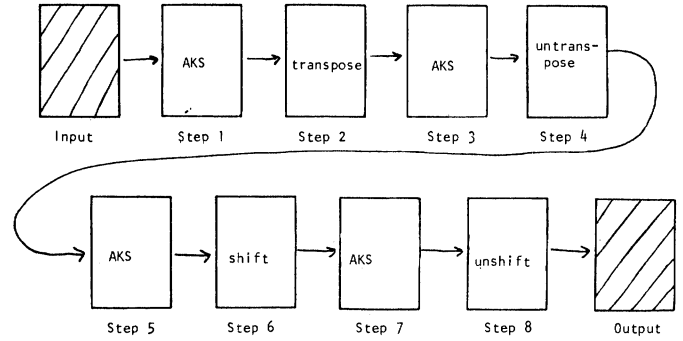 AKS
transpose
AKS
untrans-
pose
Input
Step 1
Step 2
Step 3
Step 4
AKS
shift
AKS
unshift
Step 5
Step 6
Step 7
Step 8
Output